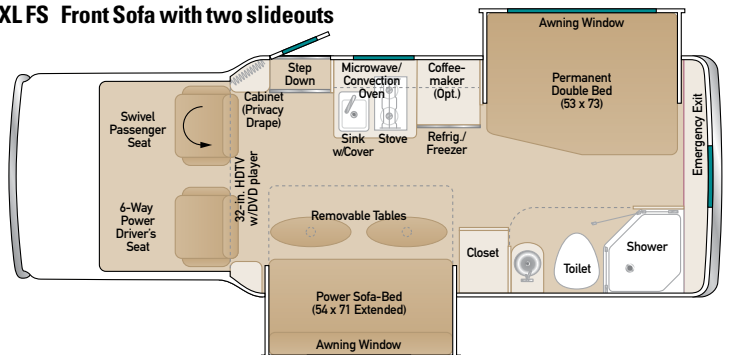 XL FS Front Sofa with two slideouts
Awning Window
Step
Down
Microwave/
Convection
Oven
Coffee-
maker
(Opt.)
Permanent
Double Bed
(53 x 73)
Cabinet
(Privacy
Drape)
Swivel
Passenger
Seat
Sink
w/Cover
Stove
Refrig./
Freezer
Emergency Exit
32-in. HDTV
w/DVD player
6-Way
Power
Driver's
Seat
Removable Tables
Closet
Toilet
Shower
Power Sofa-Bed
(54 x 71 Extended)
Awning Window